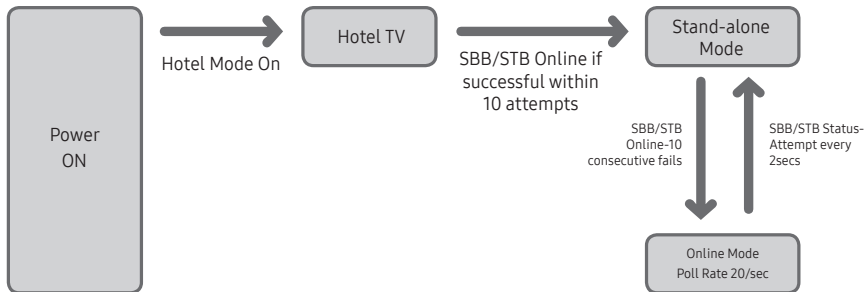 Power
ON
Hotel Mode On
Hotel TV
SBB/STB Online if
successful within
10 attempts
Stand-alone
Mode
SBB/STB
Online-10
consecutive fails
SBB/STB Status-
Attempt every
2secs
Online Mode
Poll Rate 20/sec